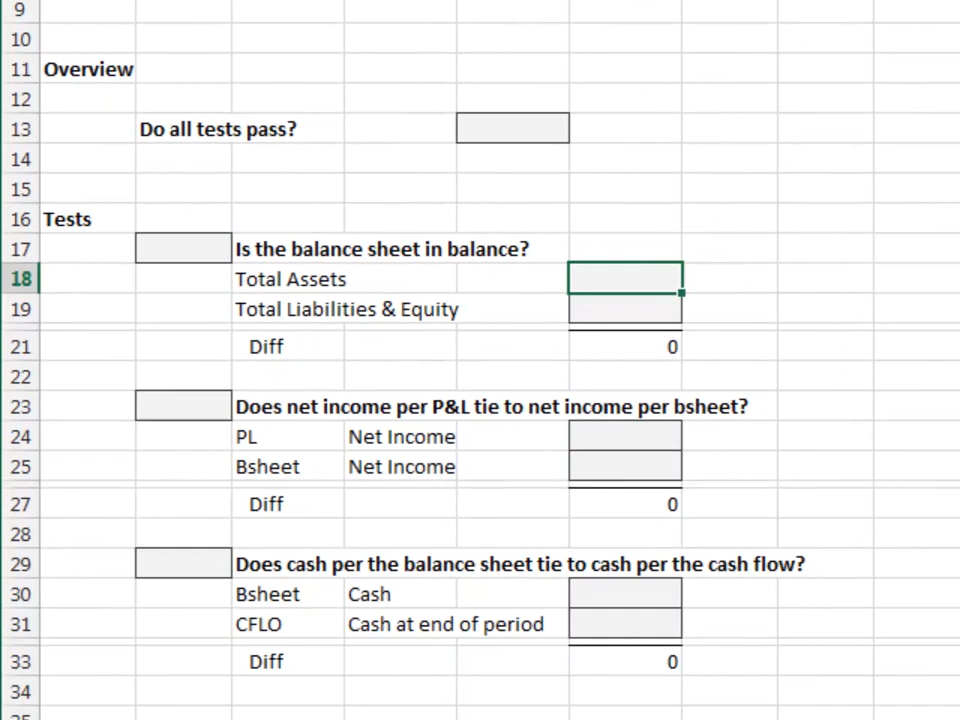 9
10
11 Overview
12
13 Do all tests pass?
14
15
16 Tests
17 Is the balance sheet in balance?
18 Total Assets
19 Total Liabilities & Equity
21 Diff 0
22
23 Does net income per P&L tie to net income per bsheet?
24 PL Net Income
25 Bsheet Net Income
27 Diff 0
28
29 Does cash per the balance sheet tie to cash per the cash flow?
30 Bsheet Cash
31 CFLO Cash at end of period
33 Diff 0
34
35